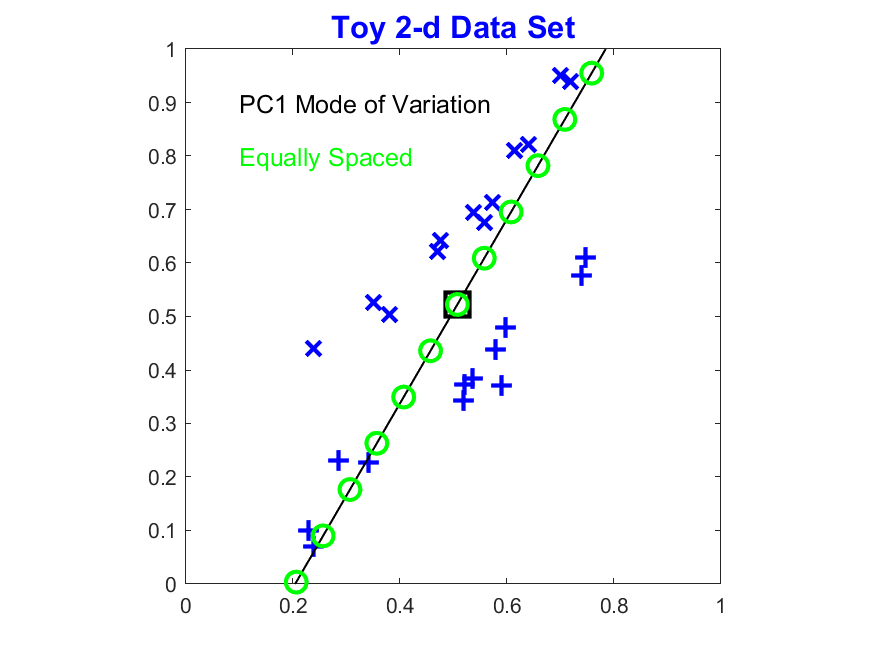 Toy 2-d Data Set
1
0.9
PC1 Mode of Variation
0.8
Equally Spaced
0.7
0.6
0.5
0.4
0.3
0.2
0.1
0
0 0.2 0.4 0.6 0.8 1